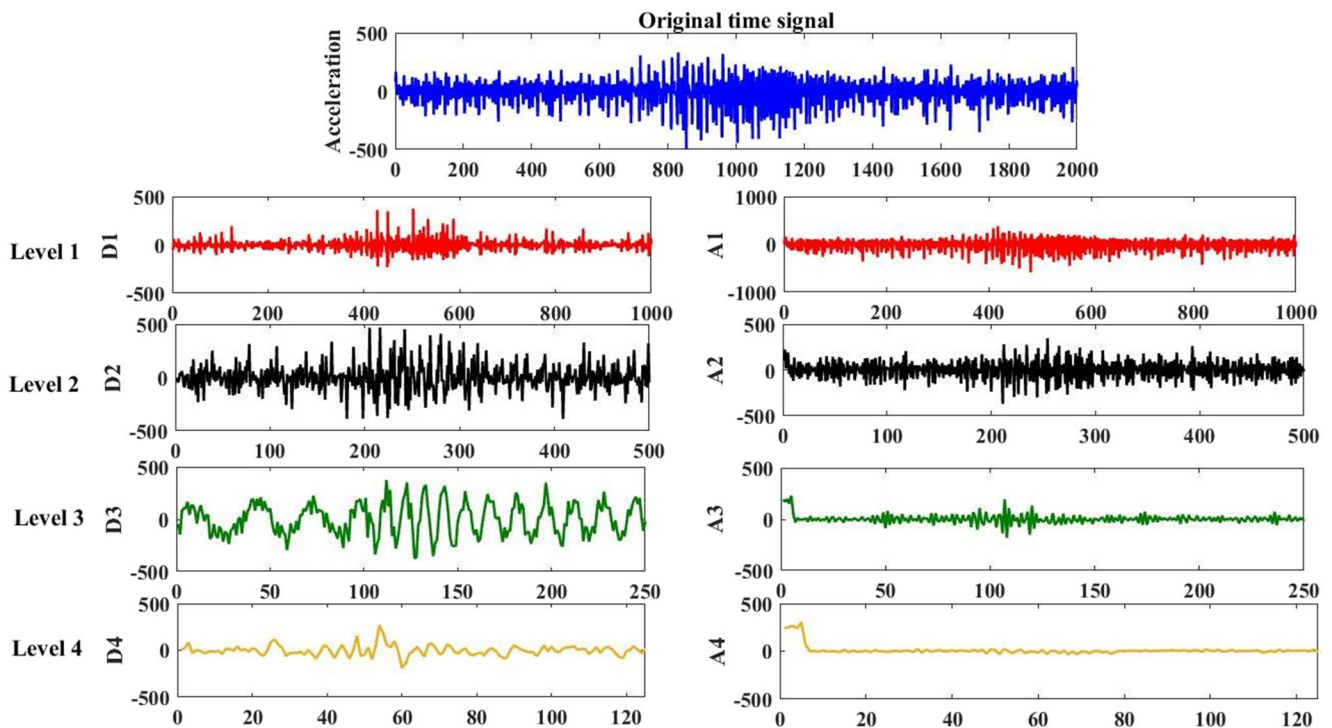 Original time signal
Acceleration
500
0
-500
0 200 400 600 800 1000 1200 1400 1600 1800 2000
Level 1
D1
500
0
-500
0 200 400 600 800 1000
A1
1000
0
-1000
0 200 400 600 800 1000
Level 2
D2
500
0
-500
0 100 200 300 400 500
A2
500
0
-500
0 100 200 300 400 500
Level 3
D3
500
0
-500
0 50 100 150 200 250
A3
500
0
-500
0 50 100 150 200 250
Level 4
D4
500
0
-500
0 20 40 60 80 100 120
A4
500
0
-500
0 20 40 60 80 100 120